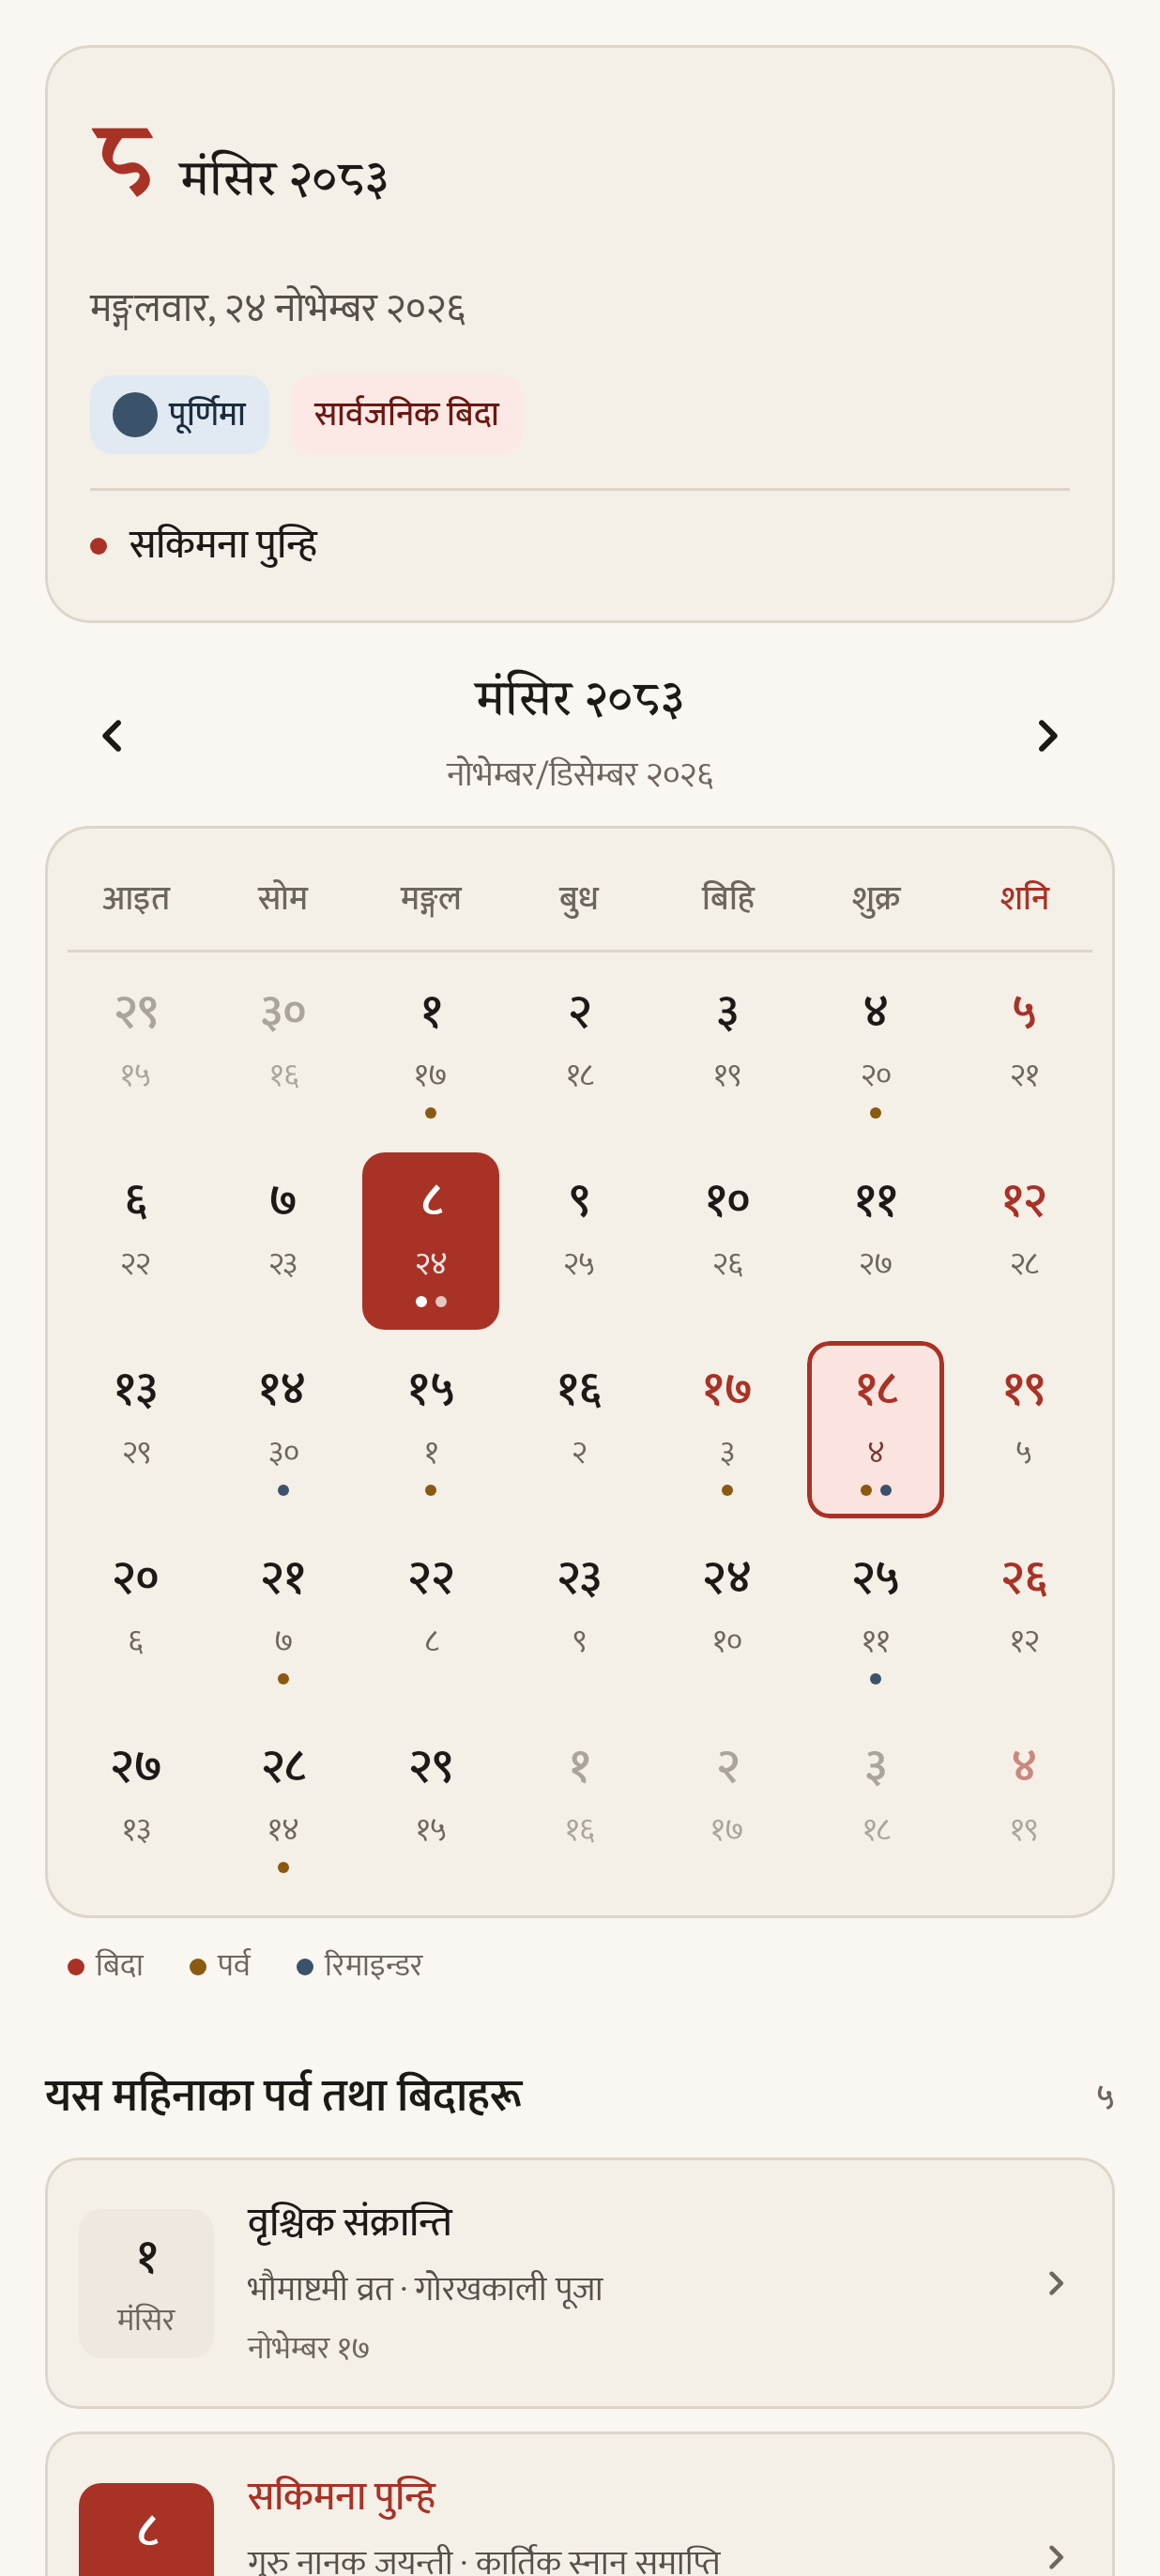 ८ मंसिर २०८३
मङ्गलवार, २४ नोभेम्बर २०२६
पूर्णिमा
सार्वजनिक बिदा
सकिमना पुन्हि
मंसिर २०८३
नोभेम्बर/डिसेम्बर २०२६
आइत सोम मङ्गल बुध बिहि शुक्र शनि
२९ ३० १ २ ३ ४ ५
१५ १६ १७ १८ १९ २० २१
६ ७ ८ ९ १० ११ १२
२२ २३ २४ २५ २६ २७ २८
१३ १४ १५ १६ १७ १८ १९
२९ ३० १ २ ३ ४ ५
२० २१ २२ २३ २४ २५ २६
६ ७ ८ ९ १० ११ १२
२७ २८ २९ १ २ ३ ४
१३ १४ १५ १६ १७ १८ १९
बिदा पर्व रिमाइन्डर
यस महिनाका पर्व तथा बिदाहरू ५
१
मंसिर
वृश्चिक संक्रान्ति
भौमाष्टमी व्रत · गोरखकाली पूजा
नोभेम्बर १७
८
सकिमना पुन्हि
गुरु नानक जयन्ती · कार्तिक स्नान समाप्ति